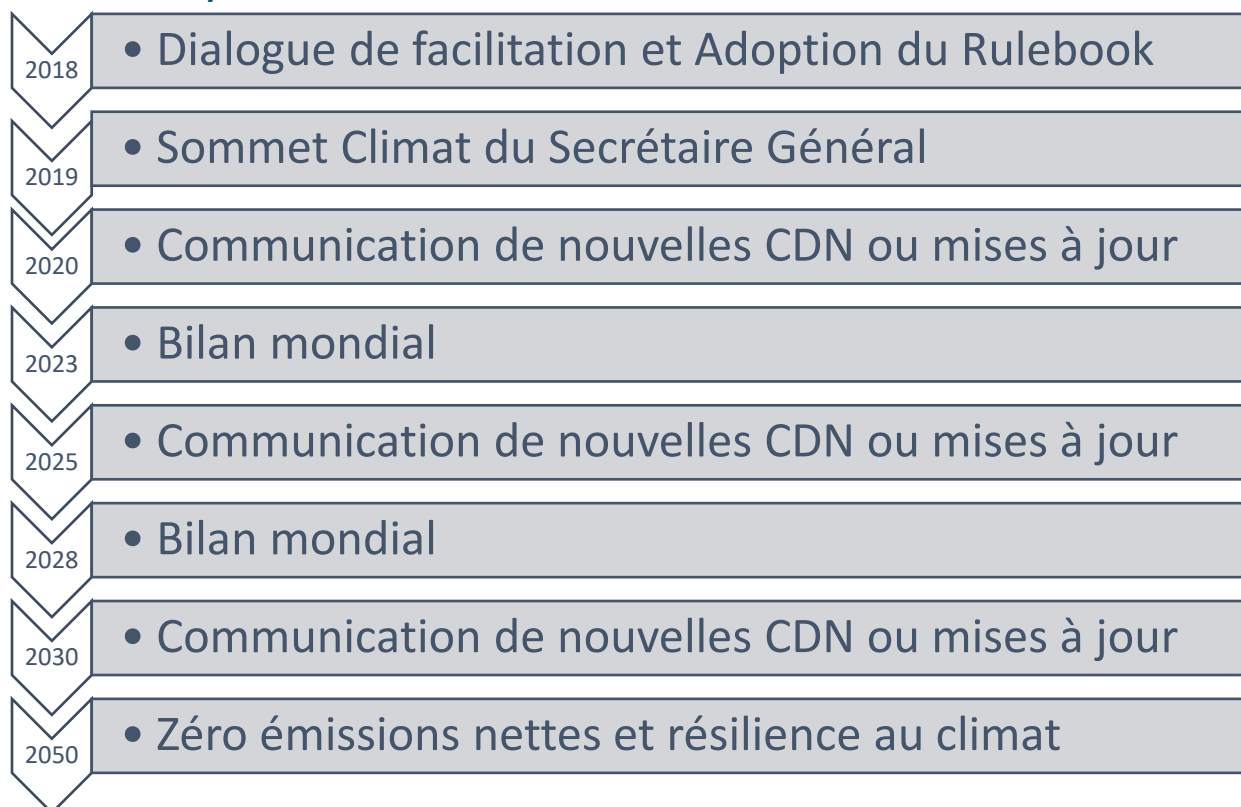 2018
• Dialogue de facilitation et Adoption du Rulebook
2019
• Sommet Climat du Secrétaire Général
2020
• Communication de nouvelles CDN ou mises à jour
2023
• Bilan mondial
2025
• Communication de nouvelles CDN ou mises à jour
2028
• Bilan mondial
2030
• Communication de nouvelles CDN ou mises à jour
2050
• Zéro émissions nettes et résilience au climat